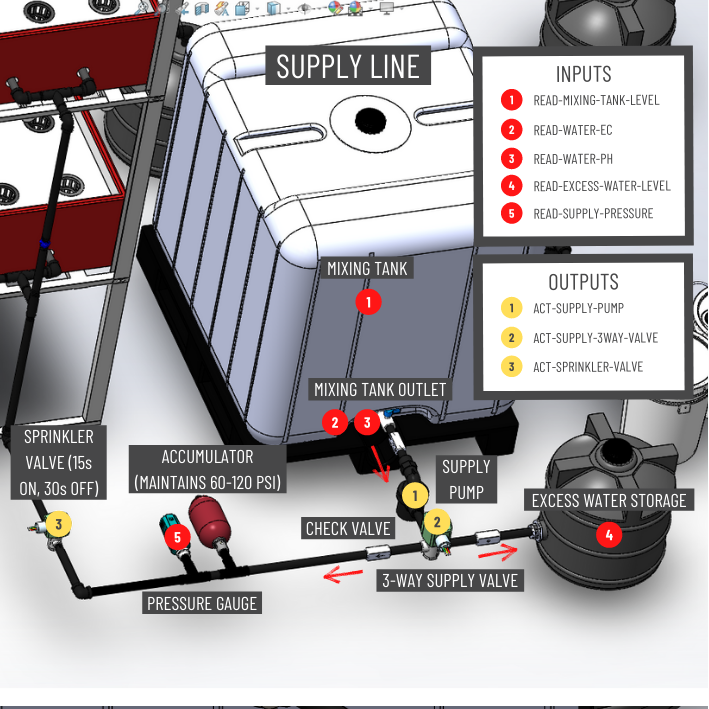 SUPPLY LINE
INPUTS
1 READ-MIXING-TANK-LEVEL
2 READ-WATER-EC
3 READ-WATER-PH
4 READ-EXCESS-WATER-LEVEL
5 READ-SUPPLY-PRESSURE
OUTPUTS
1 ACT-SUPPLY-PUMP
2 ACT-SUPPLY-3WAY-VALVE
3 ACT-SPRINKLER-VALVE
MIXING TANK
1
MIXING TANK OUTLET
2 3
SPRINKLER
VALVE (15s
ON, 30s OFF)
3
ACCUMULATOR
(MAINTAINS 60-120 PSI)
5
PRESSURE GAUGE
SUPPLY
PUMP
1
2
CHECK VALVE
3-WAY SUPPLY VALVE
EXCESS WATER STORAGE
4